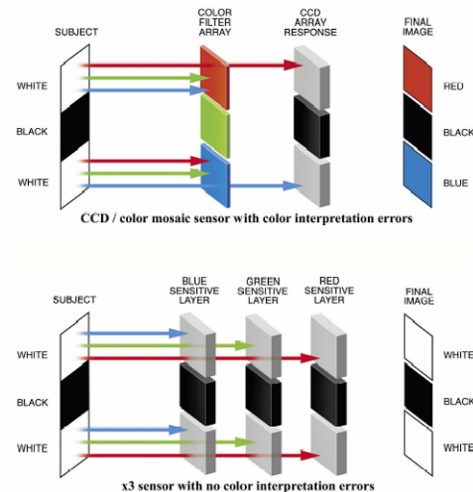 SUBJECT
COLOR
FILTER
ARRAY
CCD
ARRAY
RESPONSE
FINAL
IMAGE
WHITE
RED
BLACK
BLACK
WHITE
BLUE
CCD / color mosaic sensor with color interpretation errors
SUBJECT
BLUE
SENSITIVE
LAYER
GREEN
SENSITIVE
LAYER
RED
SENSITIVE
LAYER
FINAL
IMAGE
WHITE
WHITE
BLACK
BLACK
WHITE
WHITE
x3 sensor with no color interpretation errors